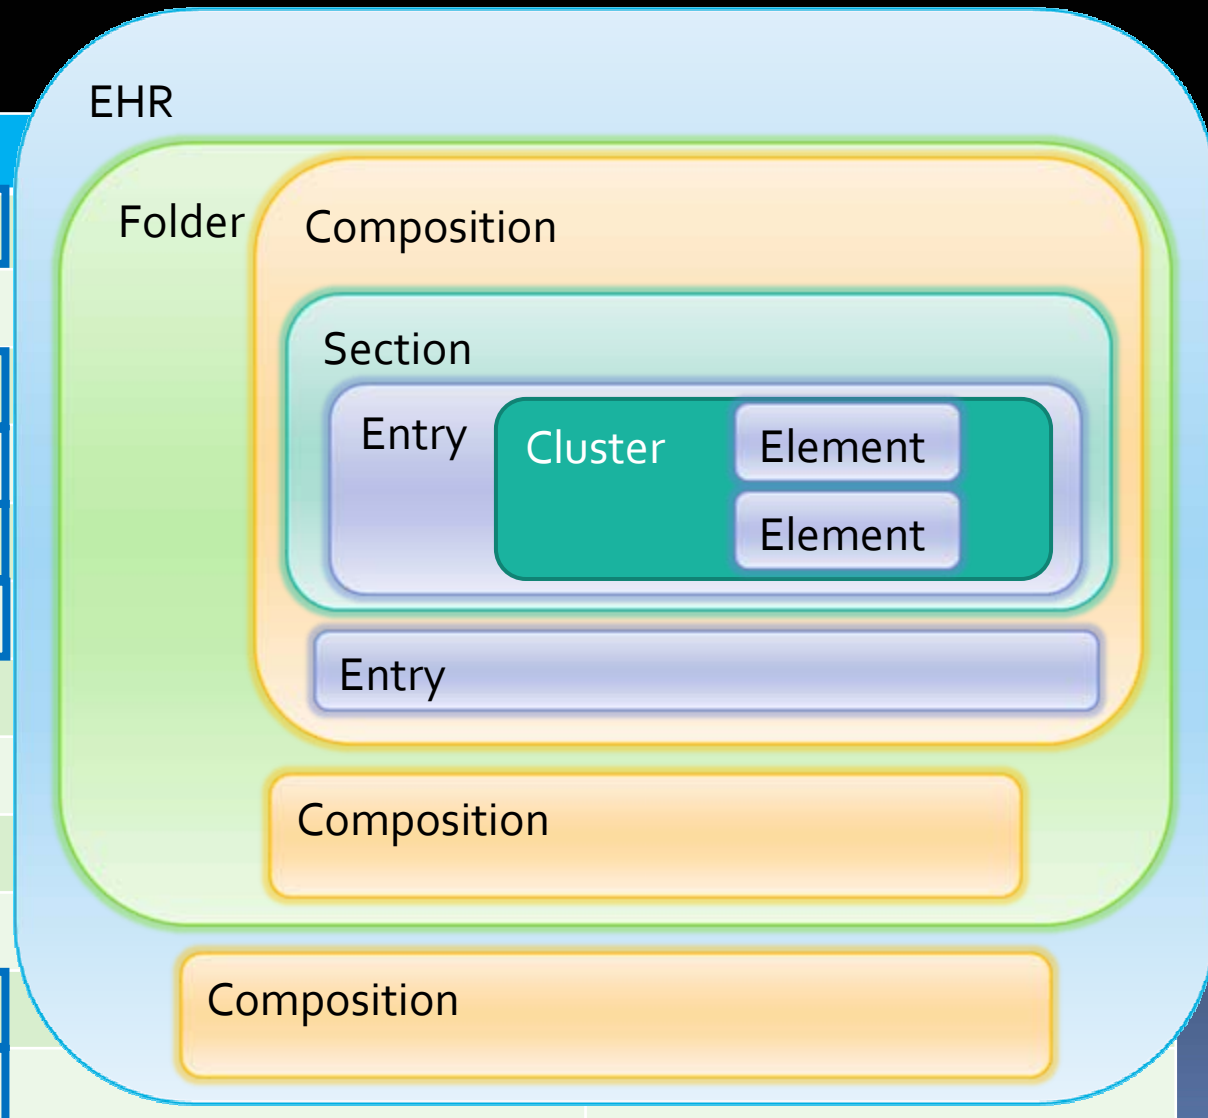 EHR
Folder
Composition
Section
Entry
Cluster
Element
Element
Entry
Composition
Composition